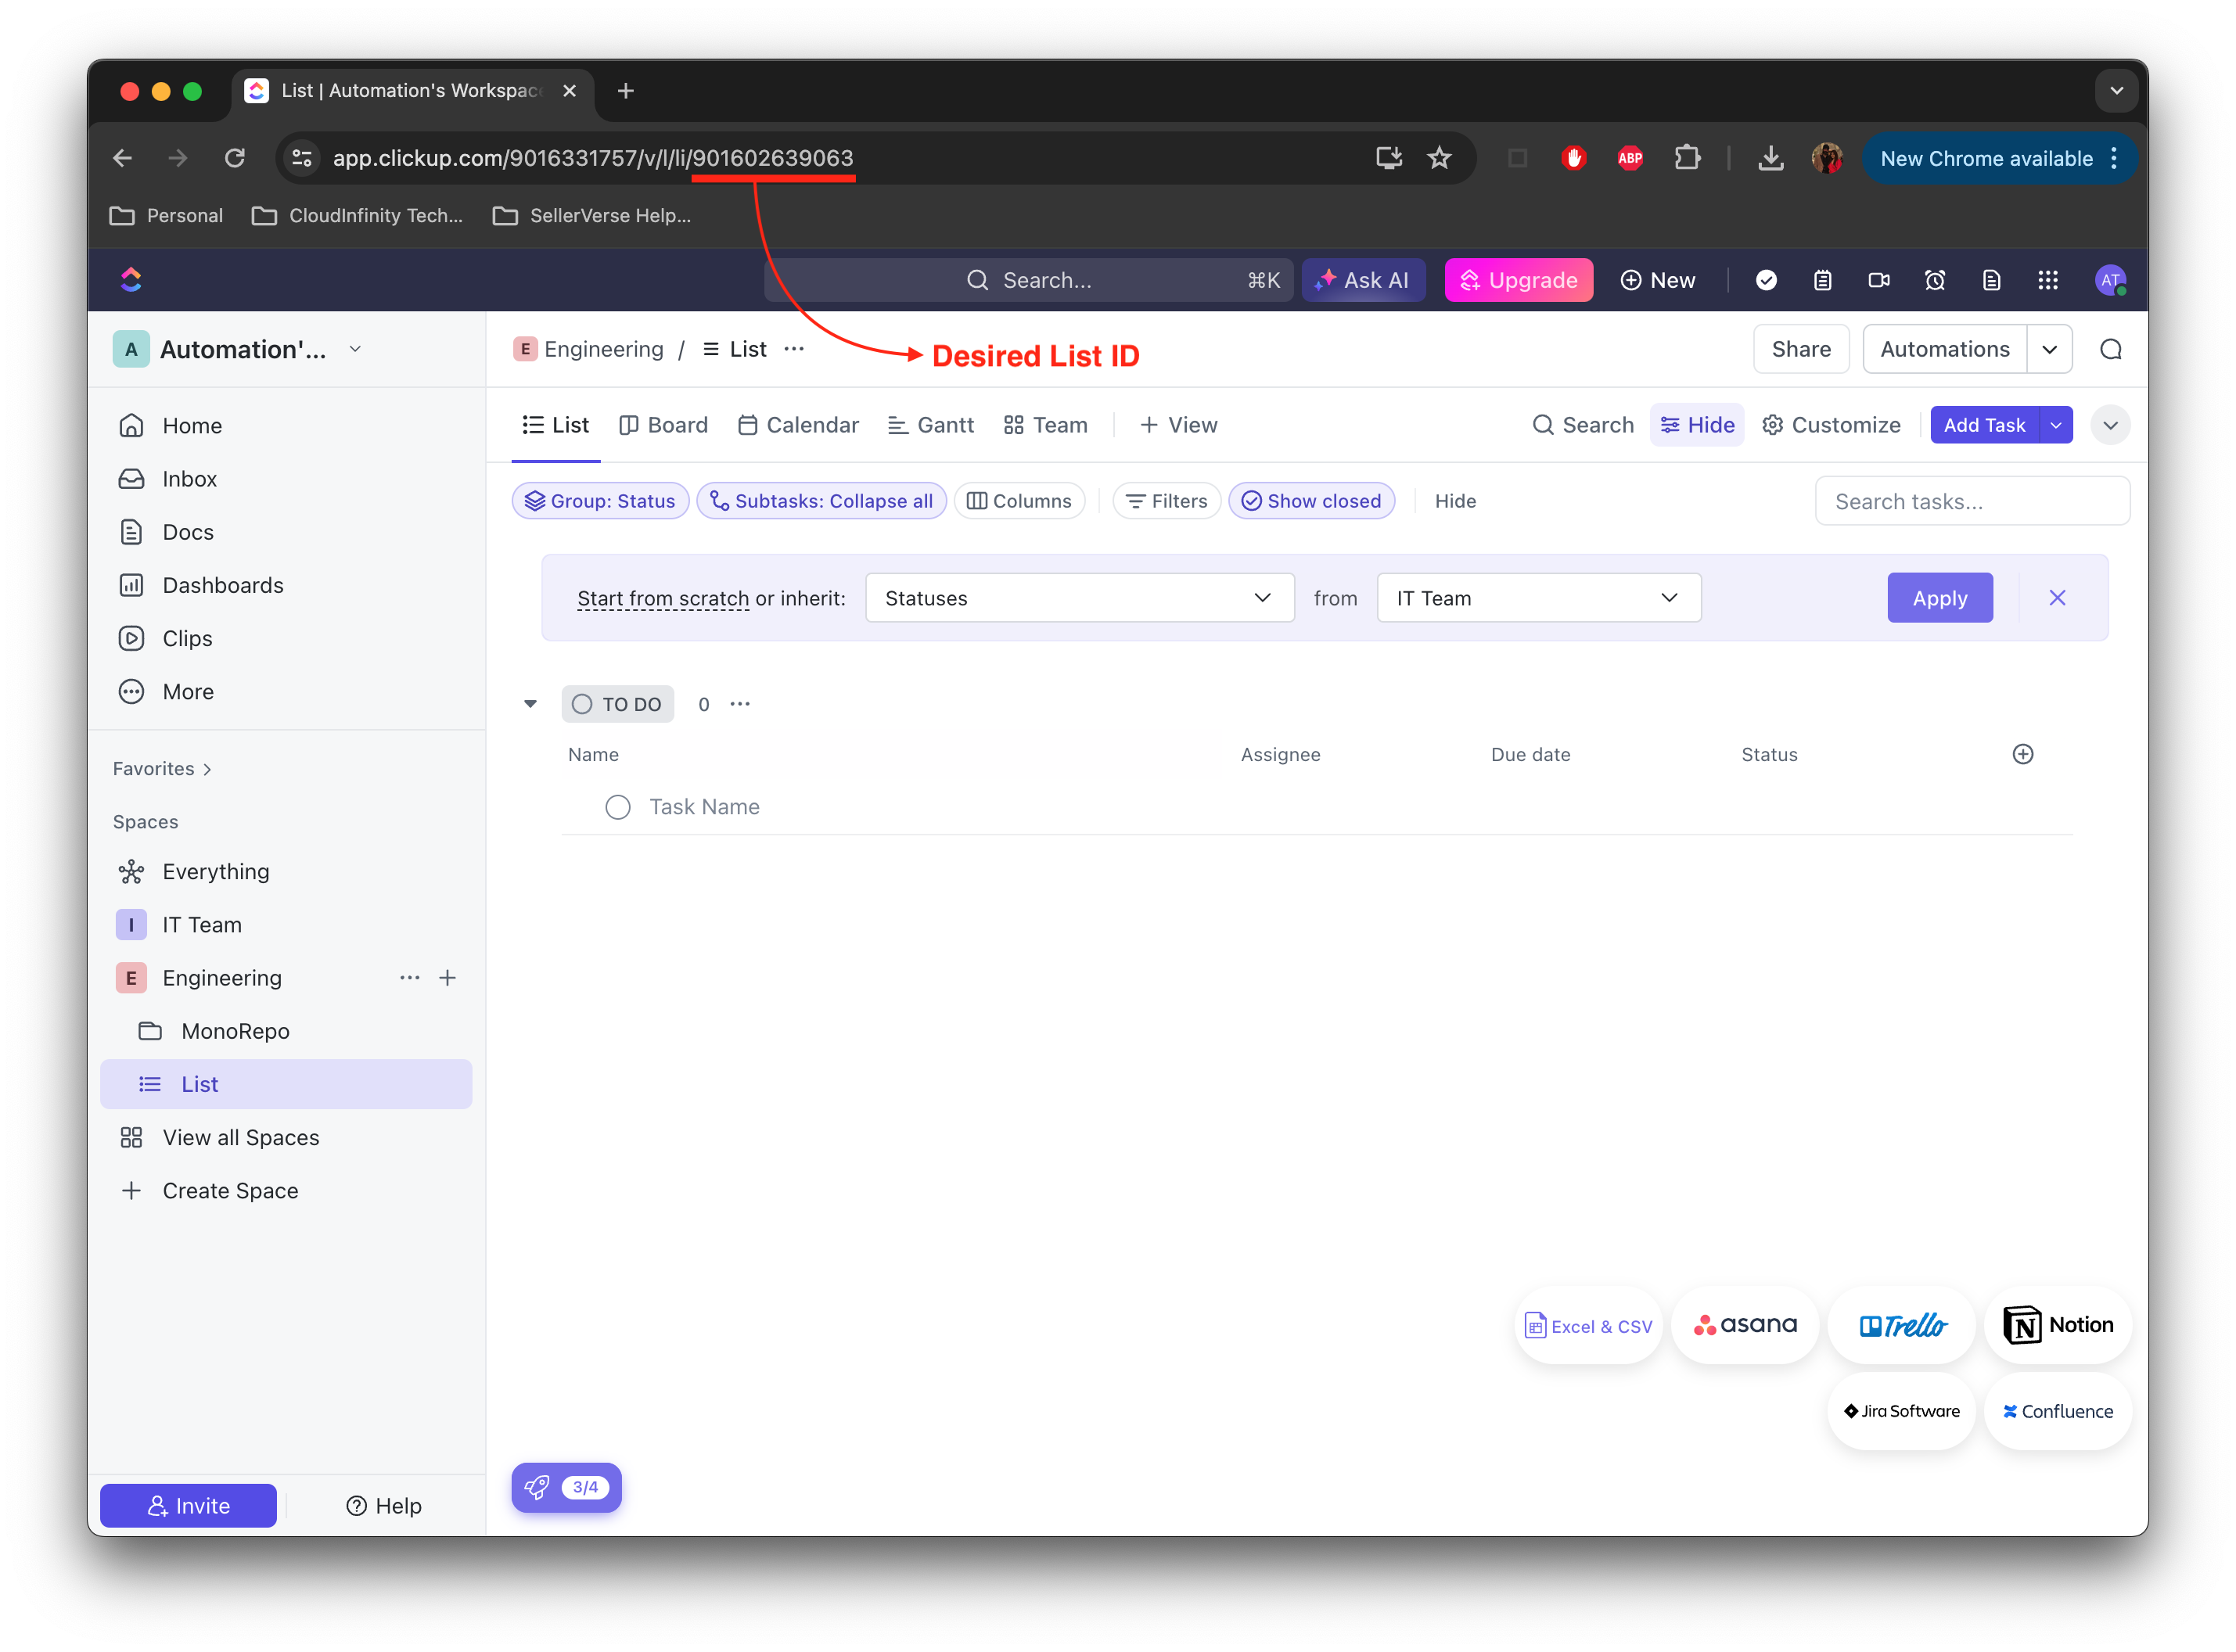 List | Automation's Workspac
app.clickup.com/9016331757/v/l/li/901602639063
ABP
New Chrome available
Personal
CloudInfinity Tech...
SellerVerse Help...
Search...
⌘K
Ask AI
Upgrade
New
AT
A
Automation'...
E
Engineering / List ...
Desired List ID
Share
Automations
Home
Inbox
Docs
Dashboards
Clips
More
Favorites
Spaces
Everything
I
IT Team
E
Engineering
MonoRepo
List
View all Spaces
Create Space
Invite
Help
List
Board
Calendar
Gantt
Team
+ View
Search
Hide
Customize
Add Task
Group: Status
Subtasks: Collapse all
Columns
Filters
Show closed
Hide
Search tasks...
Start from scratch or inherit:
Statuses
from
IT Team
Apply
TO DO
0
Name
Assignee
Due date
Status
Task Name
Excel & CSV
asana
Trello
N
Notion
Jira Software
Confluence
3/4